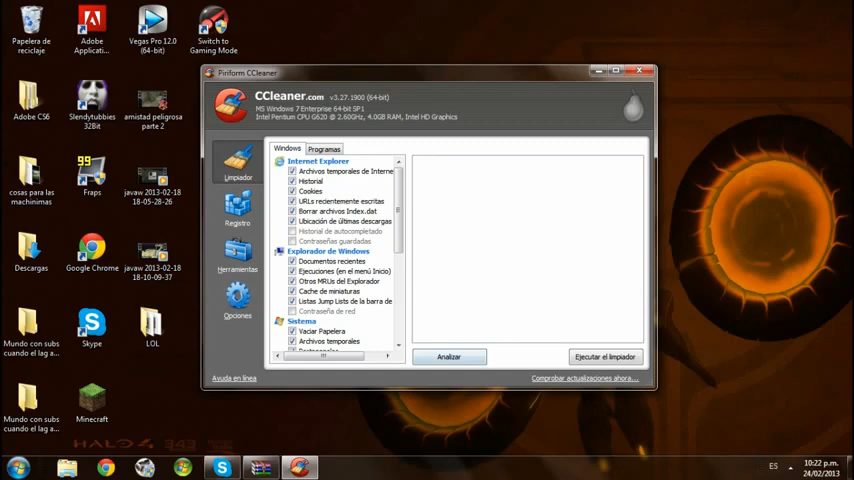 Papelera de
reciclaje
Adobe
Applicati...
Vegas Pro 12.0
(64-bit)
Switch to
Gaming Mode
Adobe CS6
Slendytubbies
32Bit
amistad peligrosa
parte 2
99
cosas para las
machinimas
Fraps
javaw 2013-02-18
18-05-28-26
Descargas
Google Chrome
javaw 2013-02-18
18-10-09-37
Mundo con subs
cuando el lag a...
Skype
LOL
Mundo con subs
cuando el lag a...
Minecraft
Piriform CCleaner
CCleaner.com v3.27.1900 (64-bit)
MS Windows 7 Enterprise 64-bit SP1
Intel Pentium CPU G620 @ 2.60GHz, 4.0GB RAM, Intel HD Graphics
Limpiador
Registro
Herramientas
Opciones
Windows
Programas
Internet Explorer
Archivos temporales de Interne
Historial
Cookies
URLs recientemente escritas
Borrar archivos Index.dat
Ubicación de últimas descargas
Historial de autocompletado
Contraseñas guardadas
Explorador de Windows
Documentos recientes
Ejecuciones (en el menú Inicio)
Otros MRUs del Explorador
Cache de miniaturas
Listas Jump Lists de la barra de
Contraseña de red
Sistema
Vaciar Papelera
Archivos temporales
Analizar
Ejecutar el limpiador
Ayuda en línea
Comprobar actualizaciones ahora...
HALO 4 343
ES
10:22 p.m.
24/02/2013